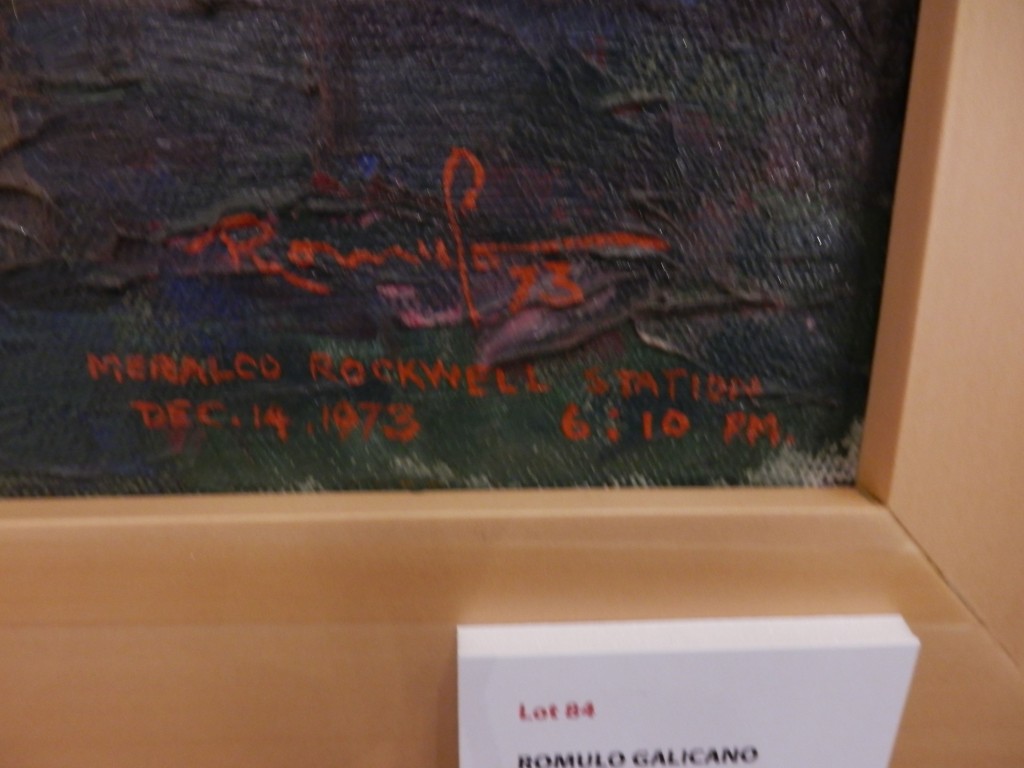 Romulo
73
MERALCO ROCKWELL STATION
DEC. 14, 1973 6:10 PM.
Lot 84
ROMULO GALICANO